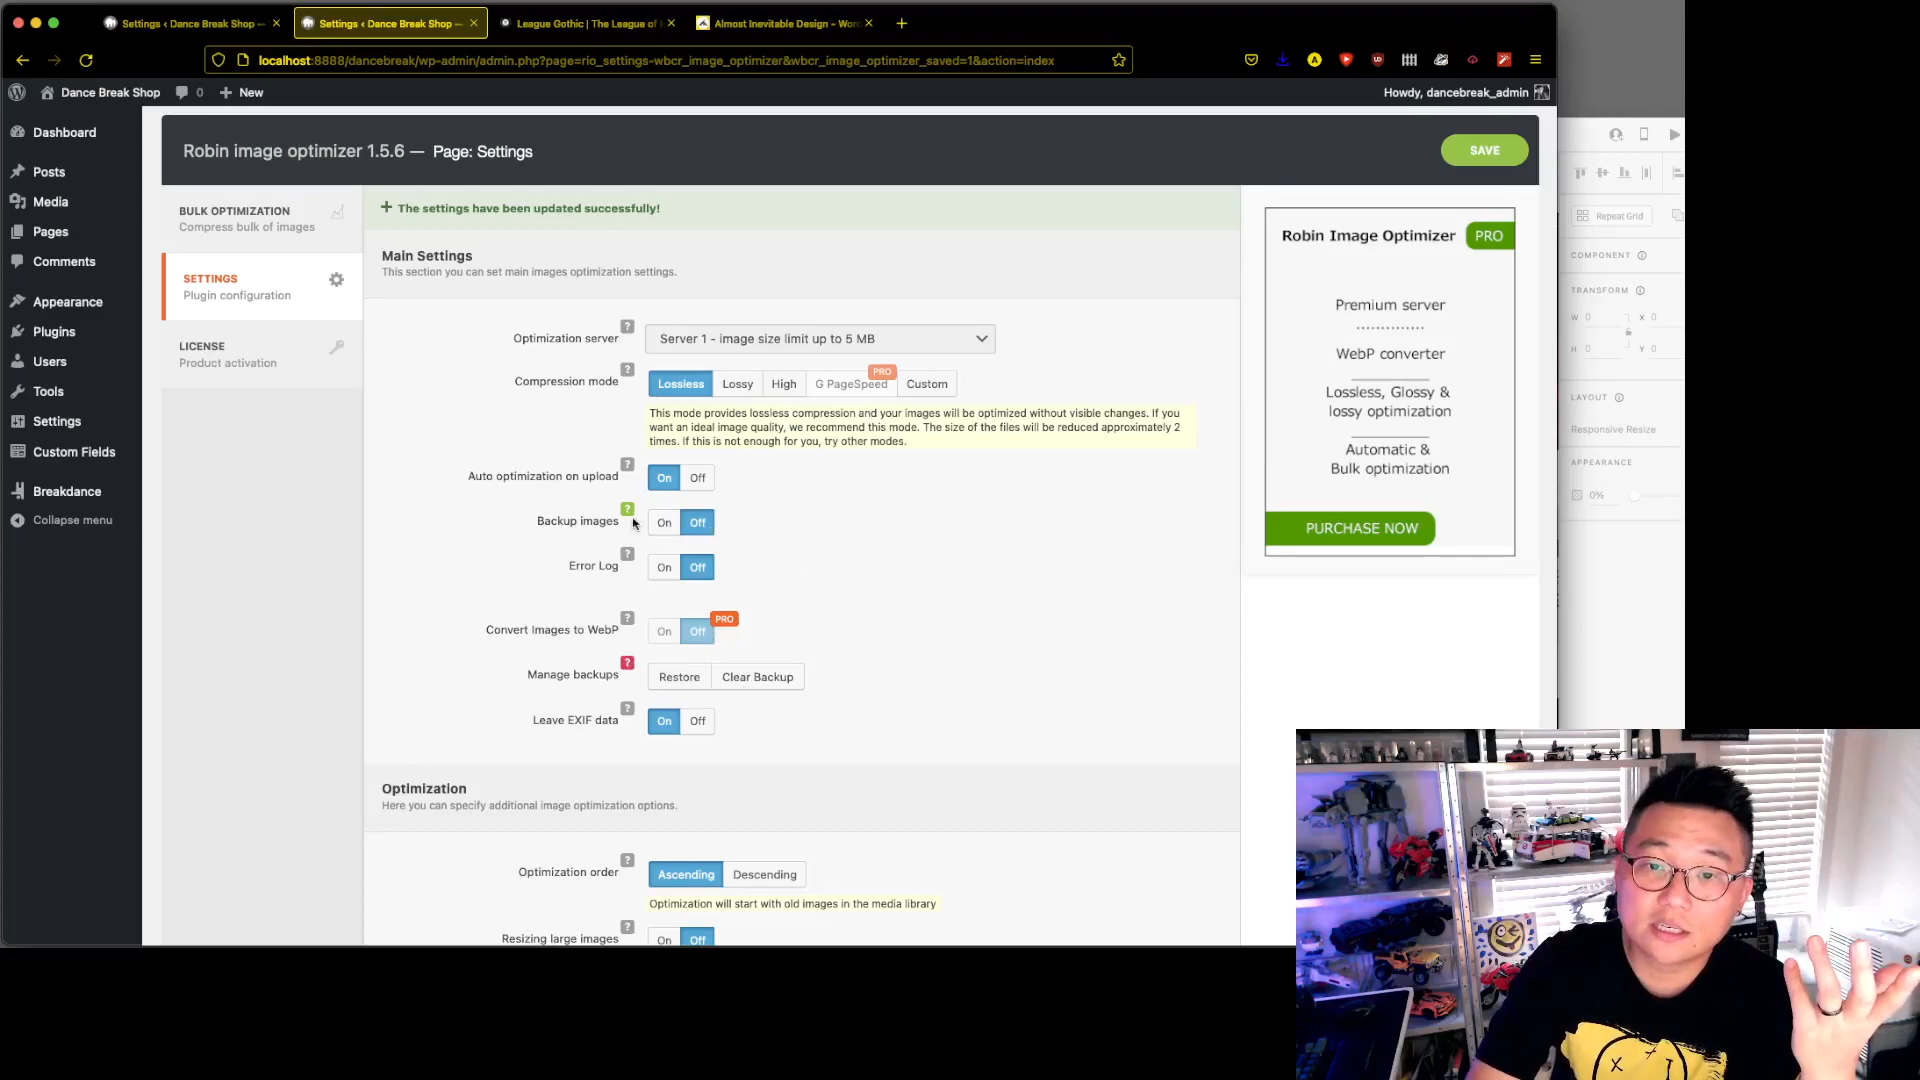 Settings ‹ Dance Break Shop —
Settings ‹ Dance Break Shop —
League Gothic | The League of
Almost Inevitable Design - Wor
localhost:8888/dancebreak/wp-admin/admin.php?page=rio_settings-wbcr_image_optimizer&wbcr_image_optimizer_saved=1&action=index
Dance Break Shop
0
+ New
Howdy, dancebreak_admin
Dashboard
Posts
Media
Pages
Comments
Appearance
Plugins
Users
Tools
Settings
Custom Fields
Breakdance
Collapse menu
Robin image optimizer 1.5.6 — Page: Settings
SAVE
BULK OPTIMIZATION
Compress bulk of images
SETTINGS
Plugin configuration
LICENSE
Product activation
+ The settings have been updated successfully!
Main Settings
This section you can set main images optimization settings.
Optimization server ?
Server 1 - image size limit up to 5 MB
Compression mode ?
Lossless Lossy High G PageSpeed PRO Custom
This mode provides lossless compression and your images will be optimized without visible changes. If you
want an ideal image quality, we recommend this mode. The size of the files will be reduced approximately 2
times. If this is not enough for you, try other modes.
Auto optimization on upload ? On Off
Backup images ? On Off
Error Log ? On Off
Convert Images to WebP ? On Off PRO
Manage backups ? Restore Clear Backup
Leave EXIF data ? On Off
Optimization
Here you can specify additional image optimization options.
Optimization order ? Ascending Descending
Optimization will start with old images in the media library
Resizing large images ? On Off
Robin Image Optimizer PRO
Premium server
WebP converter
Lossless, Glossy &
lossy optimization
Automatic &
Bulk optimization
PURCHASE NOW
Repeat Grid
COMPONENT
TRANSFORM
W 0 X 0
H 0 Y 0
LAYOUT
Responsive Resize
APPEARANCE
0%